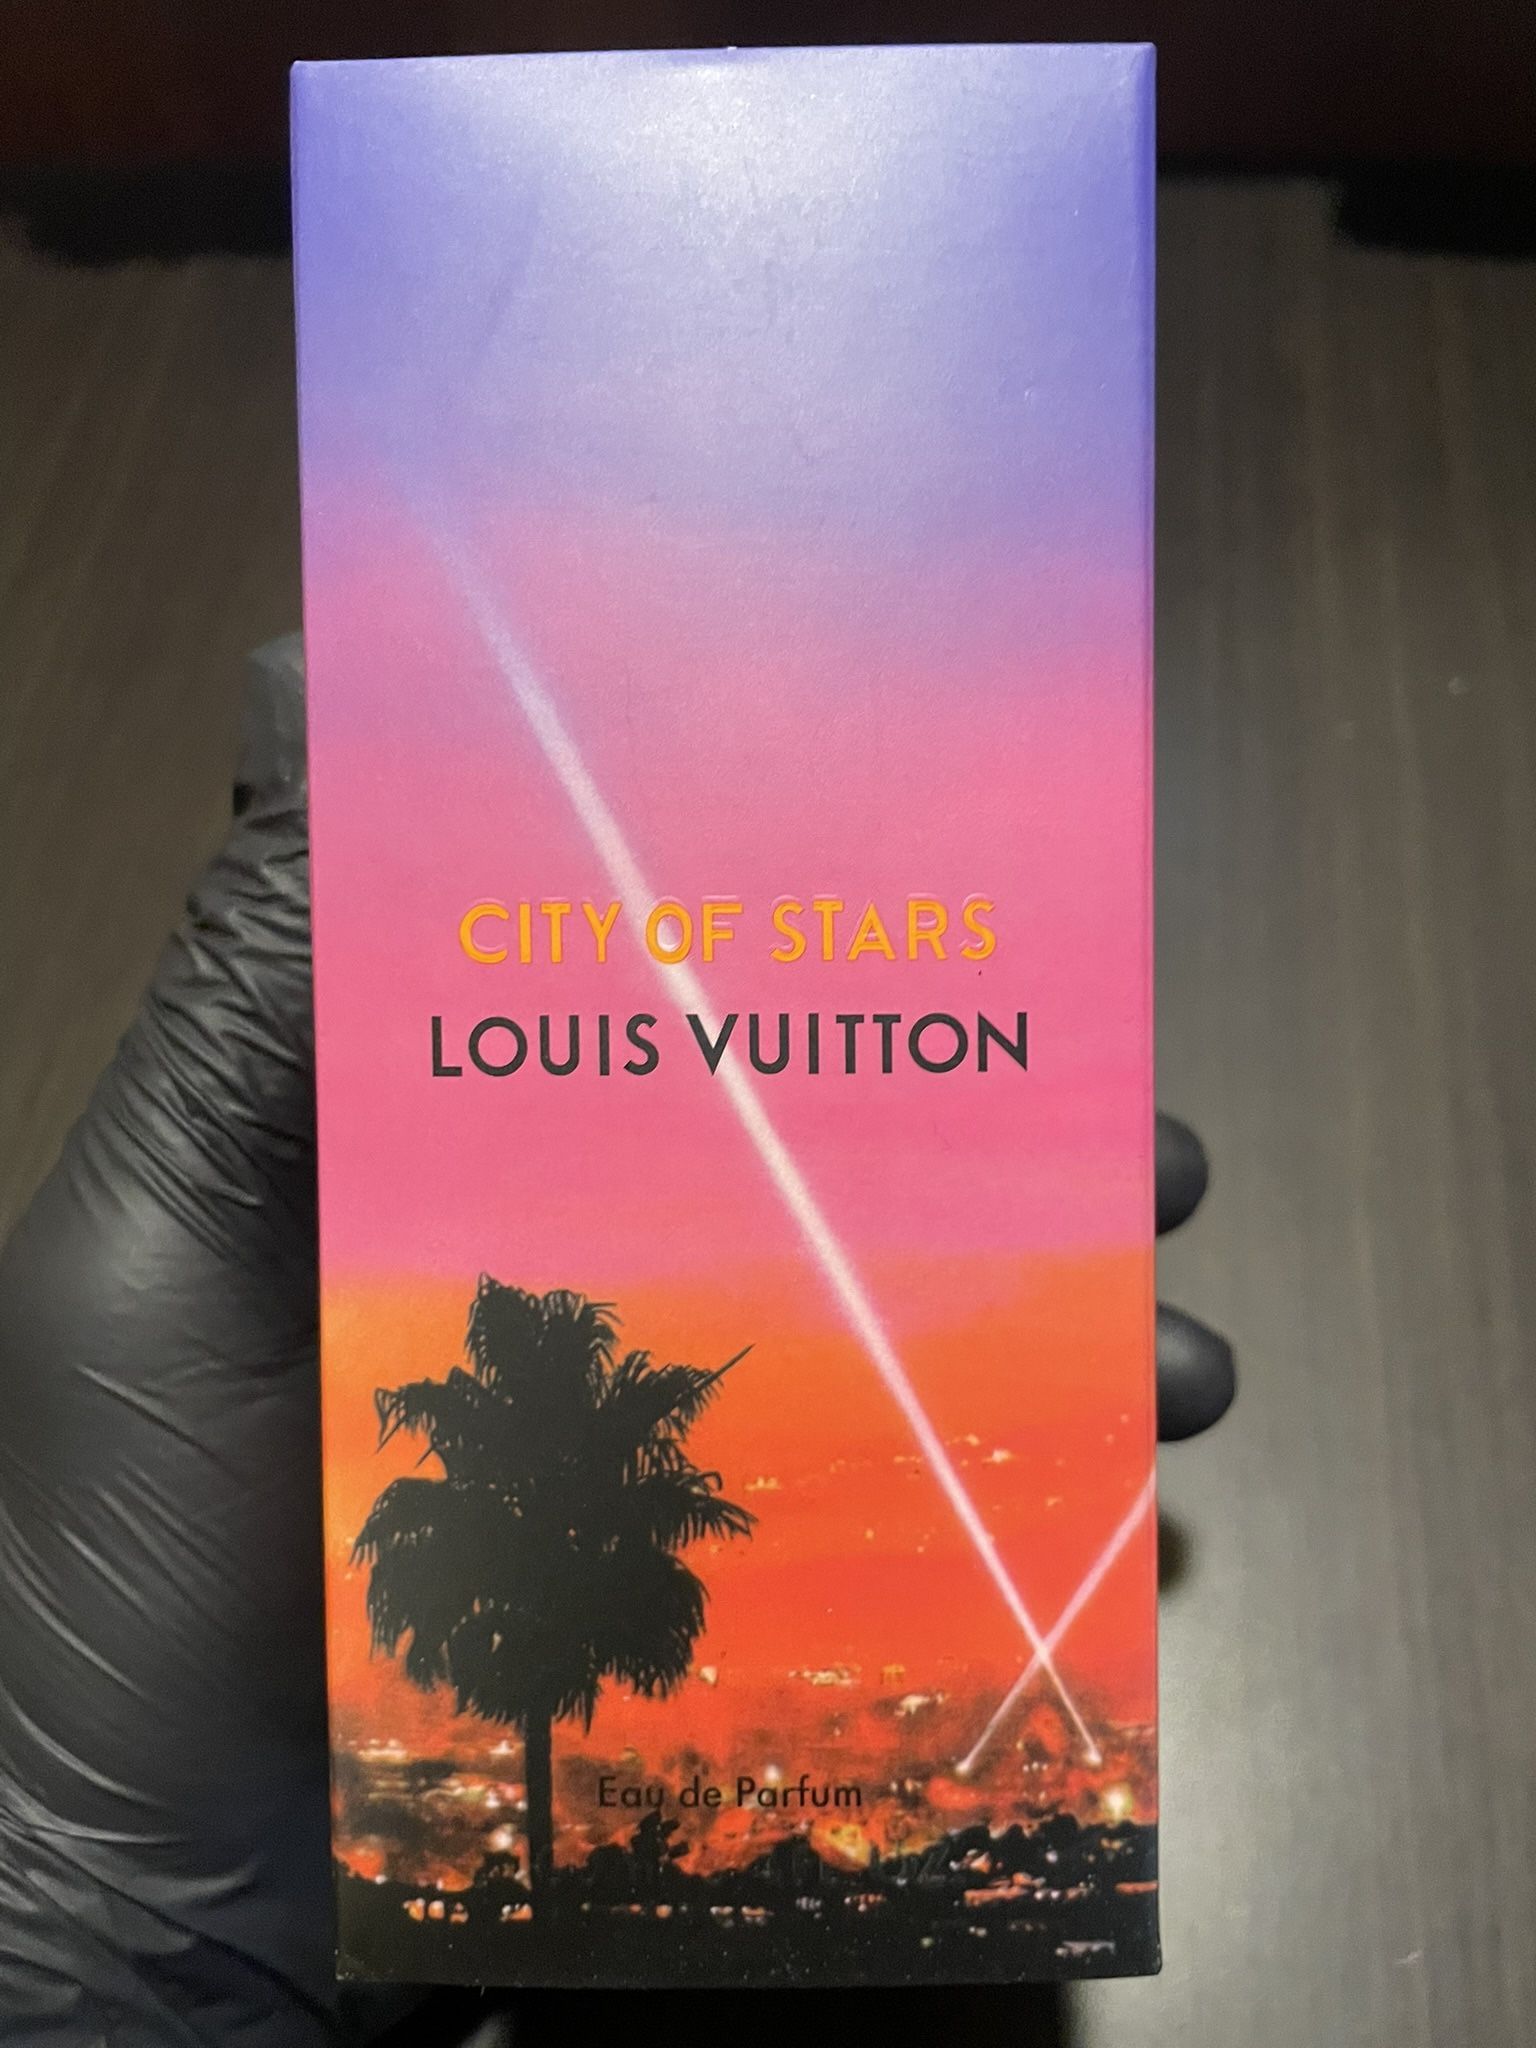 CITY OF STARS
LOUIS VUITTON
Eau de Parfum